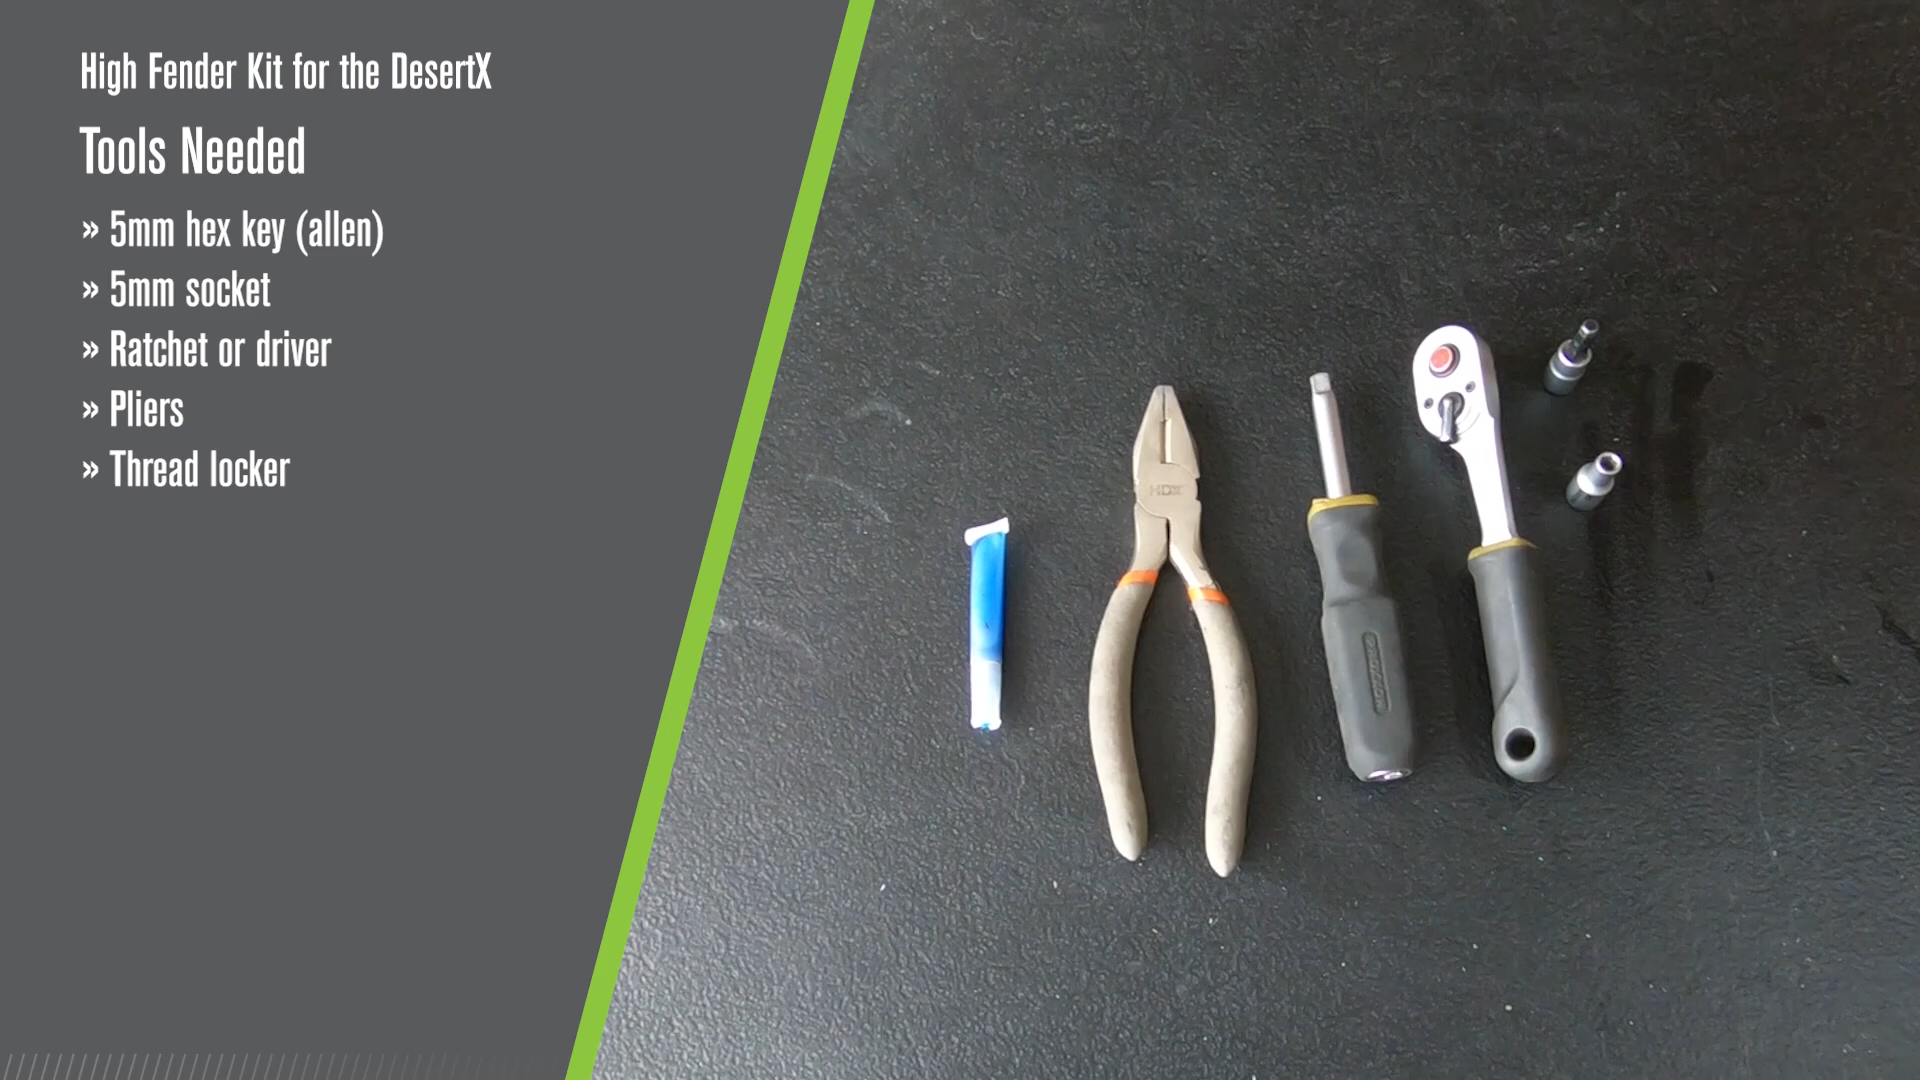 High Fender Kit for the DesertX
Tools Needed
» 5mm hex key (allen)
» 5mm socket
» Ratchet or driver
» Pliers
» Thread locker
HDX